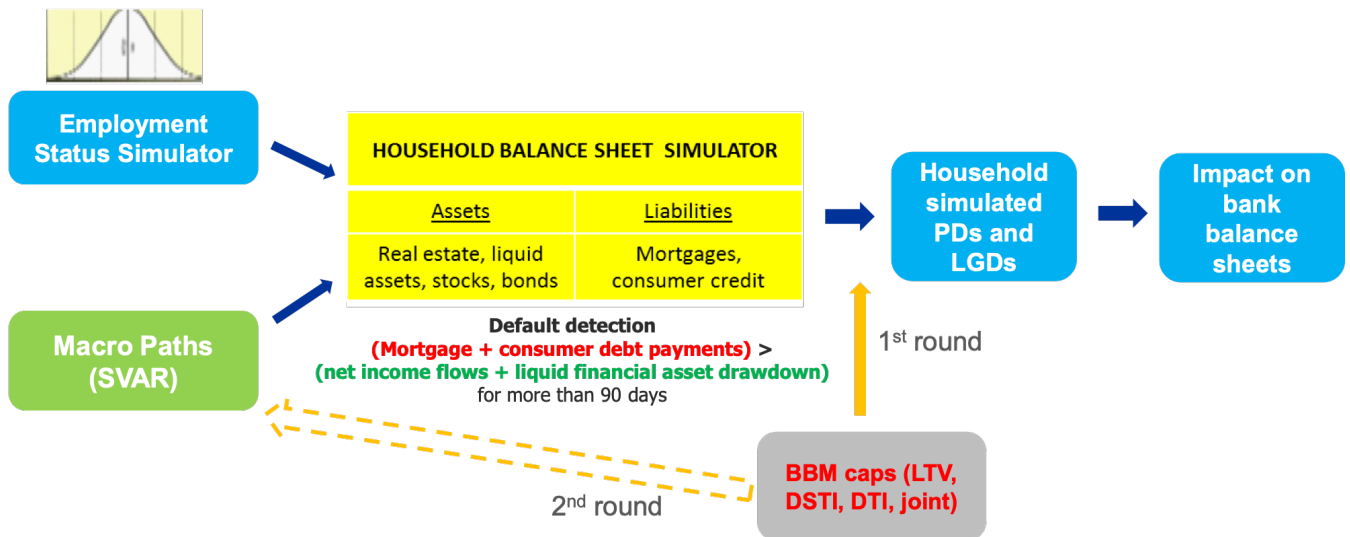 Employment
Status Simulator
HOUSEHOLD BALANCE SHEET SIMULATOR
Assets
Liabilities
Real estate, liquid
assets, stocks, bonds
Mortgages,
consumer credit
Household
simulated
PDs and
LGDs
Impact on
bank
balance
sheets
Macro Paths
(SVAR)
Default detection
(Mortgage + consumer debt payments) >
(net income flows + liquid financial asset drawdown)
for more than 90 days
1st round
2nd round
BBM caps (LTV,
DSTI, DTI, joint)